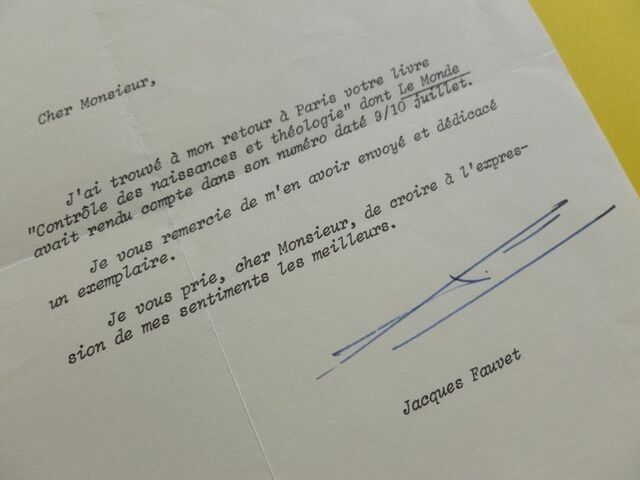 Cher Monsieur,
J'ai trouvé à mon retour à Paris votre livre
"Contrôle des naissances et théologie" dont Le Monde
avait rendu compte dans son numéro daté 9/10 juillet.
Je vous remercie de m'en avoir envoyé et dédicacé
un exemplaire.
Je vous prie, cher Monsieur, de croire à l'expres-
sion de mes sentiments les meilleurs.
Jacques Fauvet